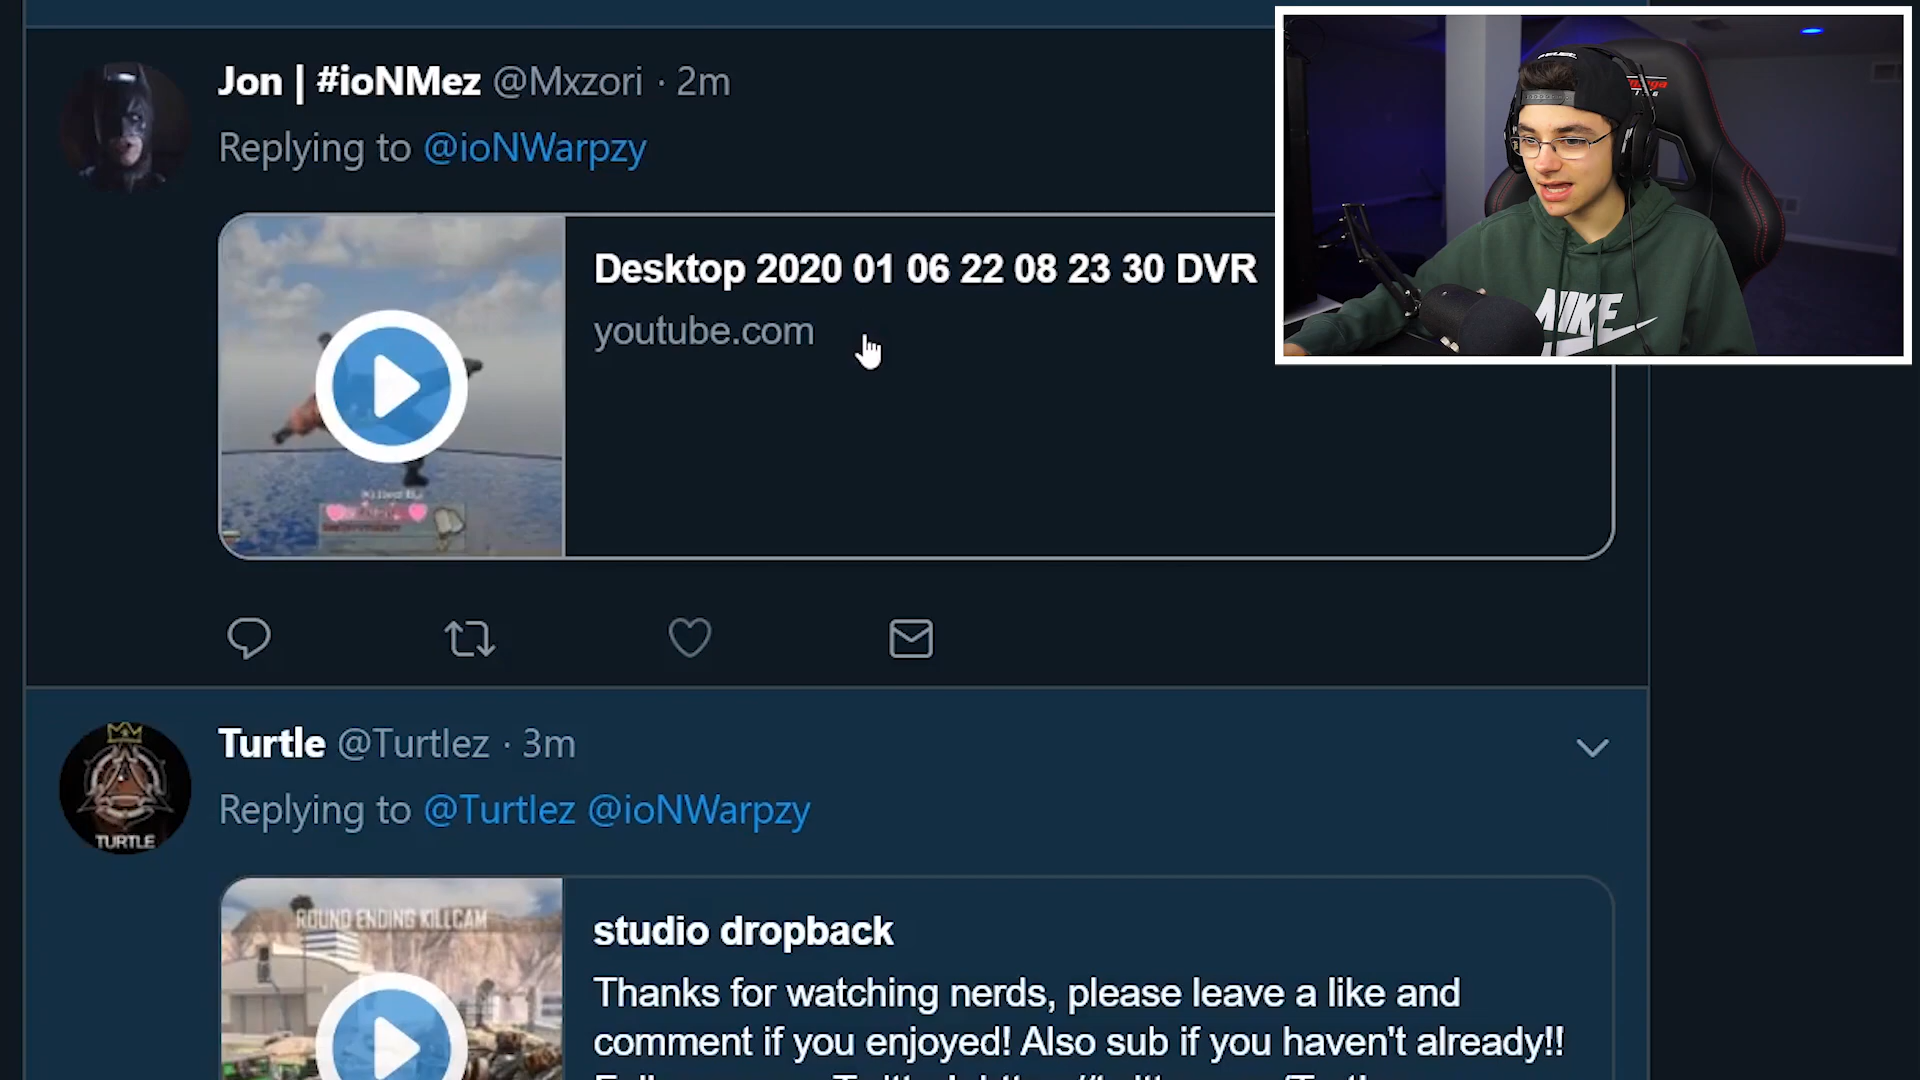 Jon | #ioNMez @Mxzori · 2m
Replying to @ioNWarpzy
Desktop 2020 01 06 22 08 23 30 DVR
youtube.com
NIKE
Turtle @Turtlez · 3m
Replying to @Turtlez @ioNWarpzy
TURTLE
ROUND ENDING KILLCAM
studio dropback
Thanks for watching nerds, please leave a like and
comment if you enjoyed! Also sub if you haven't already!!